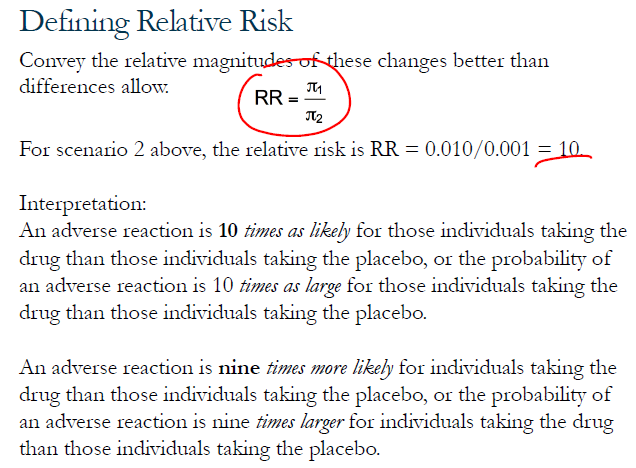 Defining Relative Risk
Convey the relative magnitudes of these changes better than
differences allow:
RR = π1/π2
For scenario 2 above, the relative risk is RR = 0.010/0.001 = 10.
Interpretation:
An adverse reaction is 10 times as likely for those individuals taking the
drug than those individuals taking the placebo, or the probability of
an adverse reaction is 10 times as large for those individuals taking the
drug than those individuals taking the placebo.
An adverse reaction is nine times more likely for individuals taking the
drug than those individuals taking the placebo, or the probability of
an adverse reaction is nine times larger for individuals taking the drug
than those individuals taking the placebo.